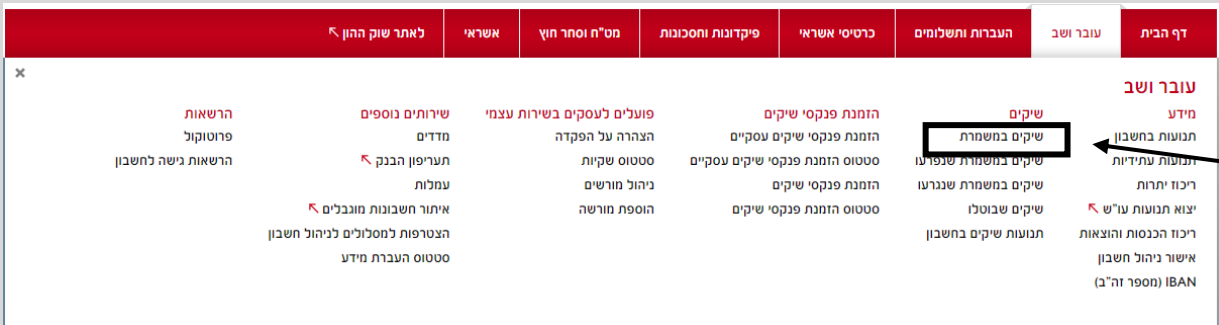 דף הבית
עובר ושב
העברות ותשלומים
כרטיסי אשראי
פיקדונות וחסכונות
מט"ח וסחר חוץ
אשראי
לאתר שוק ההון
עובר ושב
מידע
תנועות בחשבון
תנועות עתידיות
ריכוז יתרות
יצוא תנועות עו"ש
ריכוז הכנסות והוצאות
אישור ניהול חשבון
IBAN (מספר זה"ב)
שיקים
שיקים במשמרת
שיקים במשמרת שנפרעו
שיקים במשמרת שנגרעו
שיקים שבוטלו
תנועות שיקים בחשבון
הזמנת פנקסי שיקים
הזמנת פנקסי שיקים עסקיים
סטטוס הזמנת פנקסי שיקים עסקיים
הזמנת פנקסי שיקים
סטטוס הזמנת פנקסי שיקים
פועלים לעסקים בשירות עצמי
הצהרה על הפקדה
סטטוס שקיות
ניהול מורשים
הוספת מורשה
שירותים נוספים
מדדים
תעריפון הבנק
עמלות
איתור חשבונות מוגבלים
הצטרפות למסלולים לניהול חשבון
סטטוס העברת מידע
הרשאות
פרוטוקול
הרשאות גישה לחשבון